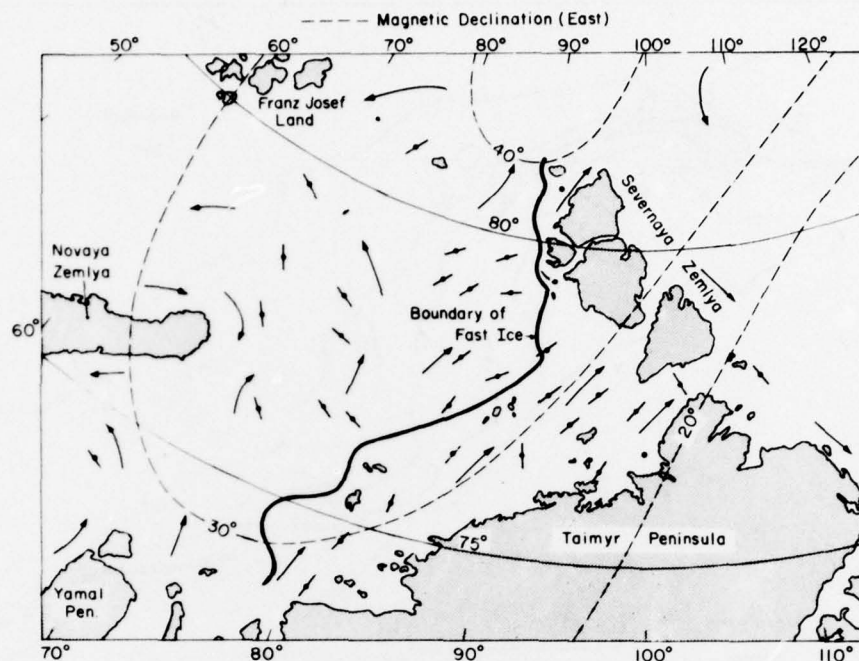 --- Magnetic Declination (East)
50° 60° 70° 80° 90° 100° 110° 120°
Franz Josef
Land
40°
Severnaya
Zemlya
80°
Novaya
Zemlya
60°
Boundary of
Fast Ice
20°
30°
75°
Taimyr Peninsula
Yamal
Pen.
70° 80° 90° 100° 110°